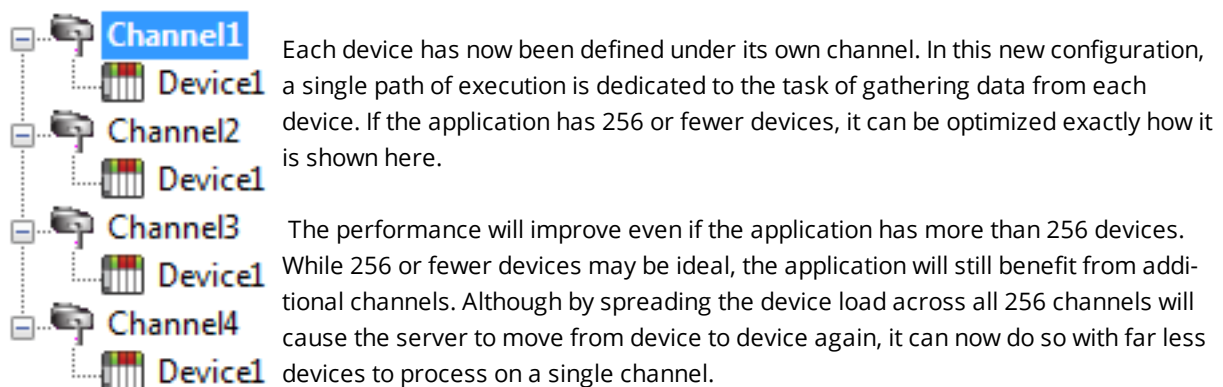 Channel1
Device1
Channel2
Device1
Channel3
Device1
Channel4
Device1
Each device has now been defined under its own channel. In this new configuration,
a single path of execution is dedicated to the task of gathering data from each
device. If the application has 256 or fewer devices, it can be optimized exactly how it
is shown here.
The performance will improve even if the application has more than 256 devices.
While 256 or fewer devices may be ideal, the application will still benefit from addi-
tional channels. Although by spreading the device load across all 256 channels will
cause the server to move from device to device again, it can now do so with far less
devices to process on a single channel.